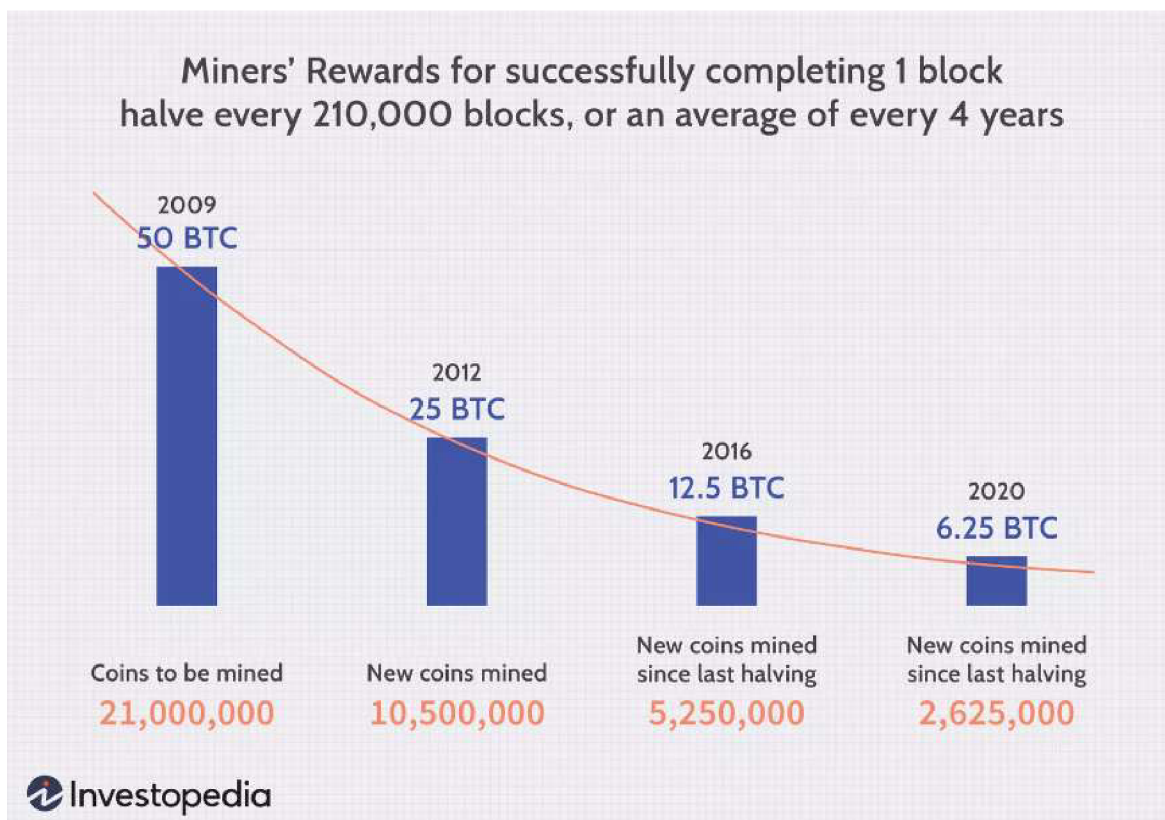 Miners' Rewards for successfully completing 1 block
halve every 210,000 blocks, or an average of every 4 years
2009
50 BTC
2012
25 BTC
2016
12.5 BTC
2020
6.25 BTC
Coins to be mined
21,000,000
New coins mined
10,500,000
New coins mined
since last halving
5,250,000
New coins mined
since last halving
2,625,000
Investopedia